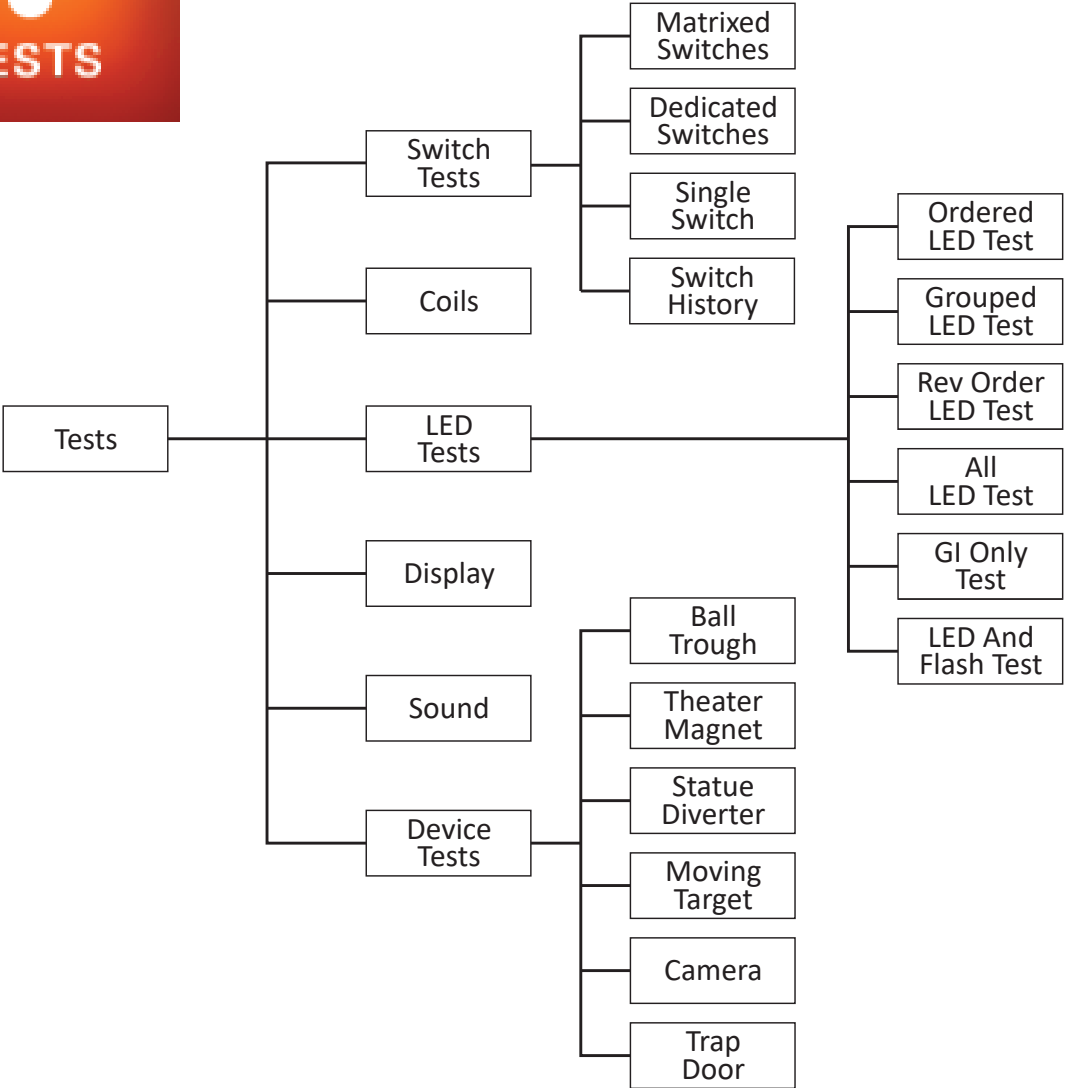 ESTS
Matrixed
Switches
Dedicated
Switches
Switch
Tests
Single
Switch
Ordered
LED Test
Switch
History
Coils
Grouped
LED Test
Rev Order
LED Test
Tests
LED
Tests
All
LED Test
GI Only
Test
Display
Ball
Trough
LED And
Flash Test
Sound
Theater
Magnet
Statue
Diverter
Device
Tests
Moving
Target
Camera
Trap
Door